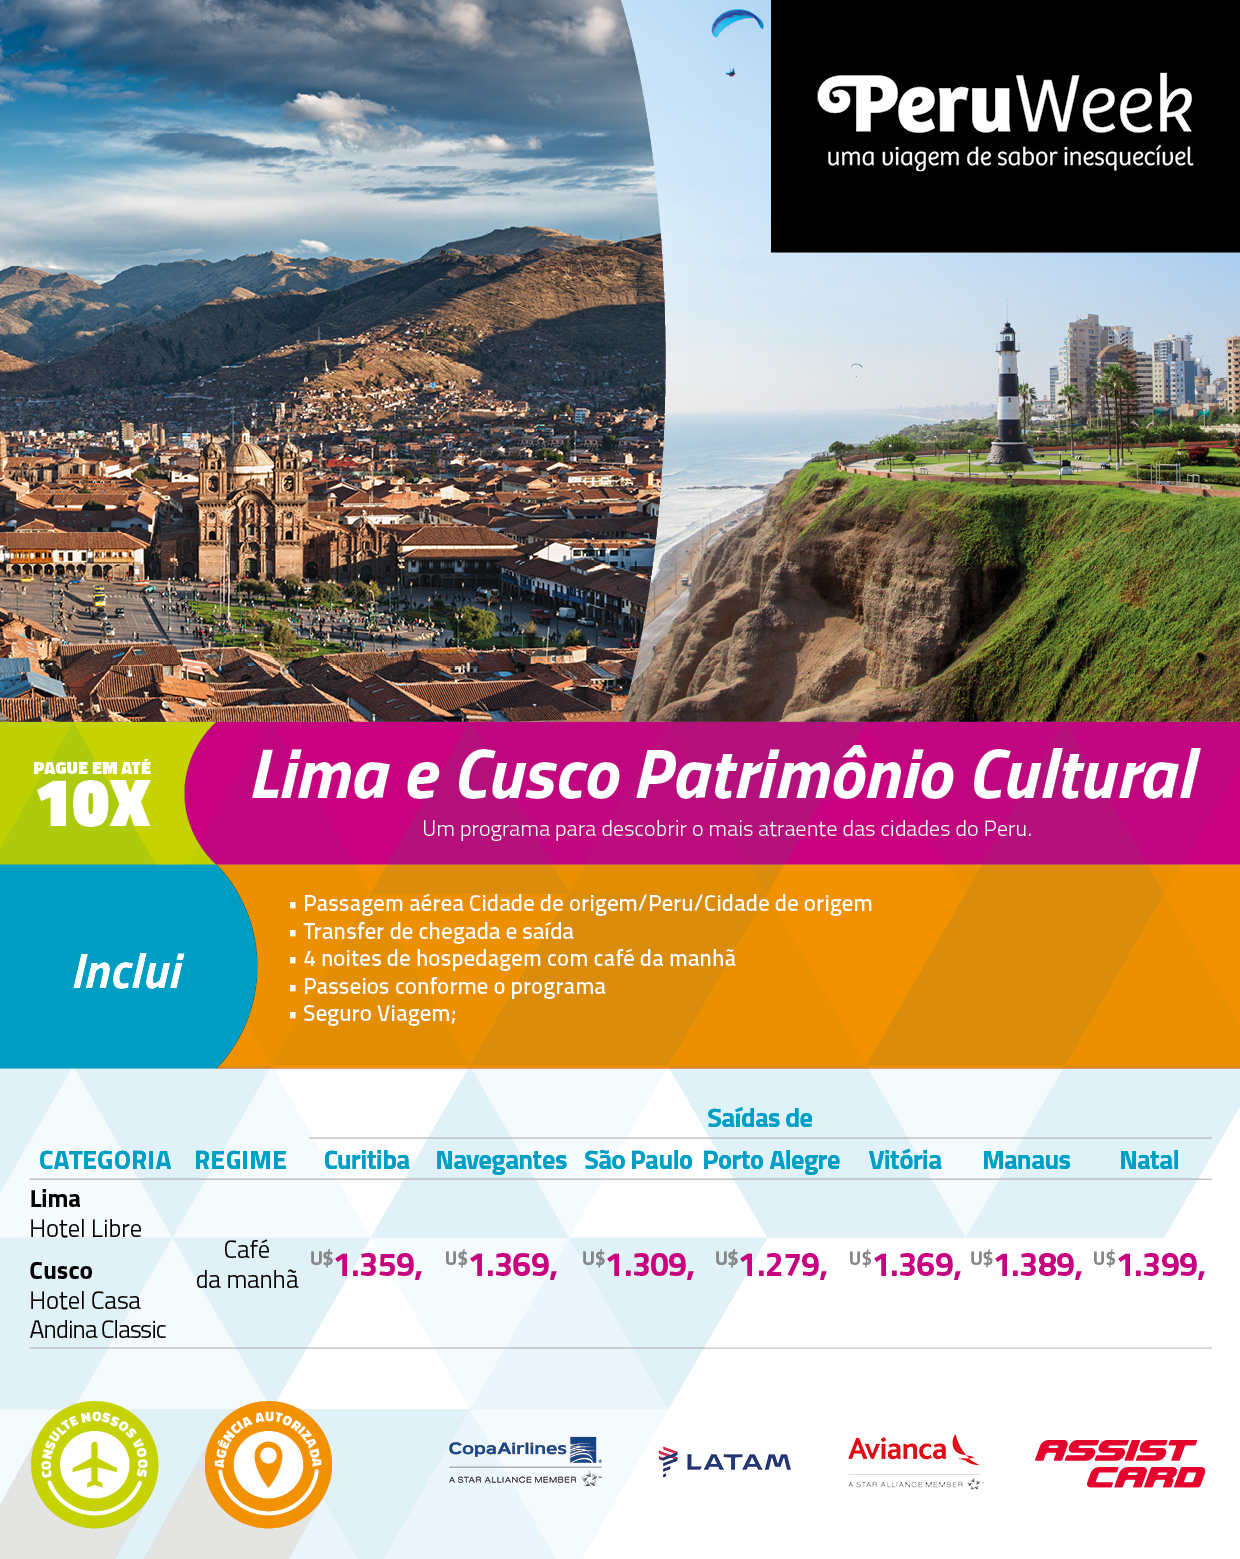 PeruWeek
uma viagem de sabor inesquecível
PAGUE EM ATÉ
10X
Lima e Cusco Patrimônio Cultural
Um programa para descobrir o mais atraente das cidades do Peru.
Inclui
▪ Passagem aérea Cidade de origem/Peru/Cidade de origem
▪ Transfer de chegada e saída
▪ 4 noites de hospedagem com café da manhã
▪ Passeios conforme o programa
▪ Seguro Viagem;
Saídas de
CATEGORIA REGIME Curitiba Navegantes São Paulo Porto Alegre Vitória Manaus Natal
Lima
Hotel Libre
Cusco
Hotel Casa
Andina Classic
Café
da manhã
U$1.359, U$1.369, U$1.309, U$1.279, U$1.369, U$1.389, U$1.399,
CONSULTE NOSSOS VOOS
AGÊNCIA AUTORIZADA
CopaAirlines
A STAR ALLIANCE MEMBER
LATAM
Avianca
A STAR ALLIANCE MEMBER
ASSIST
CARD